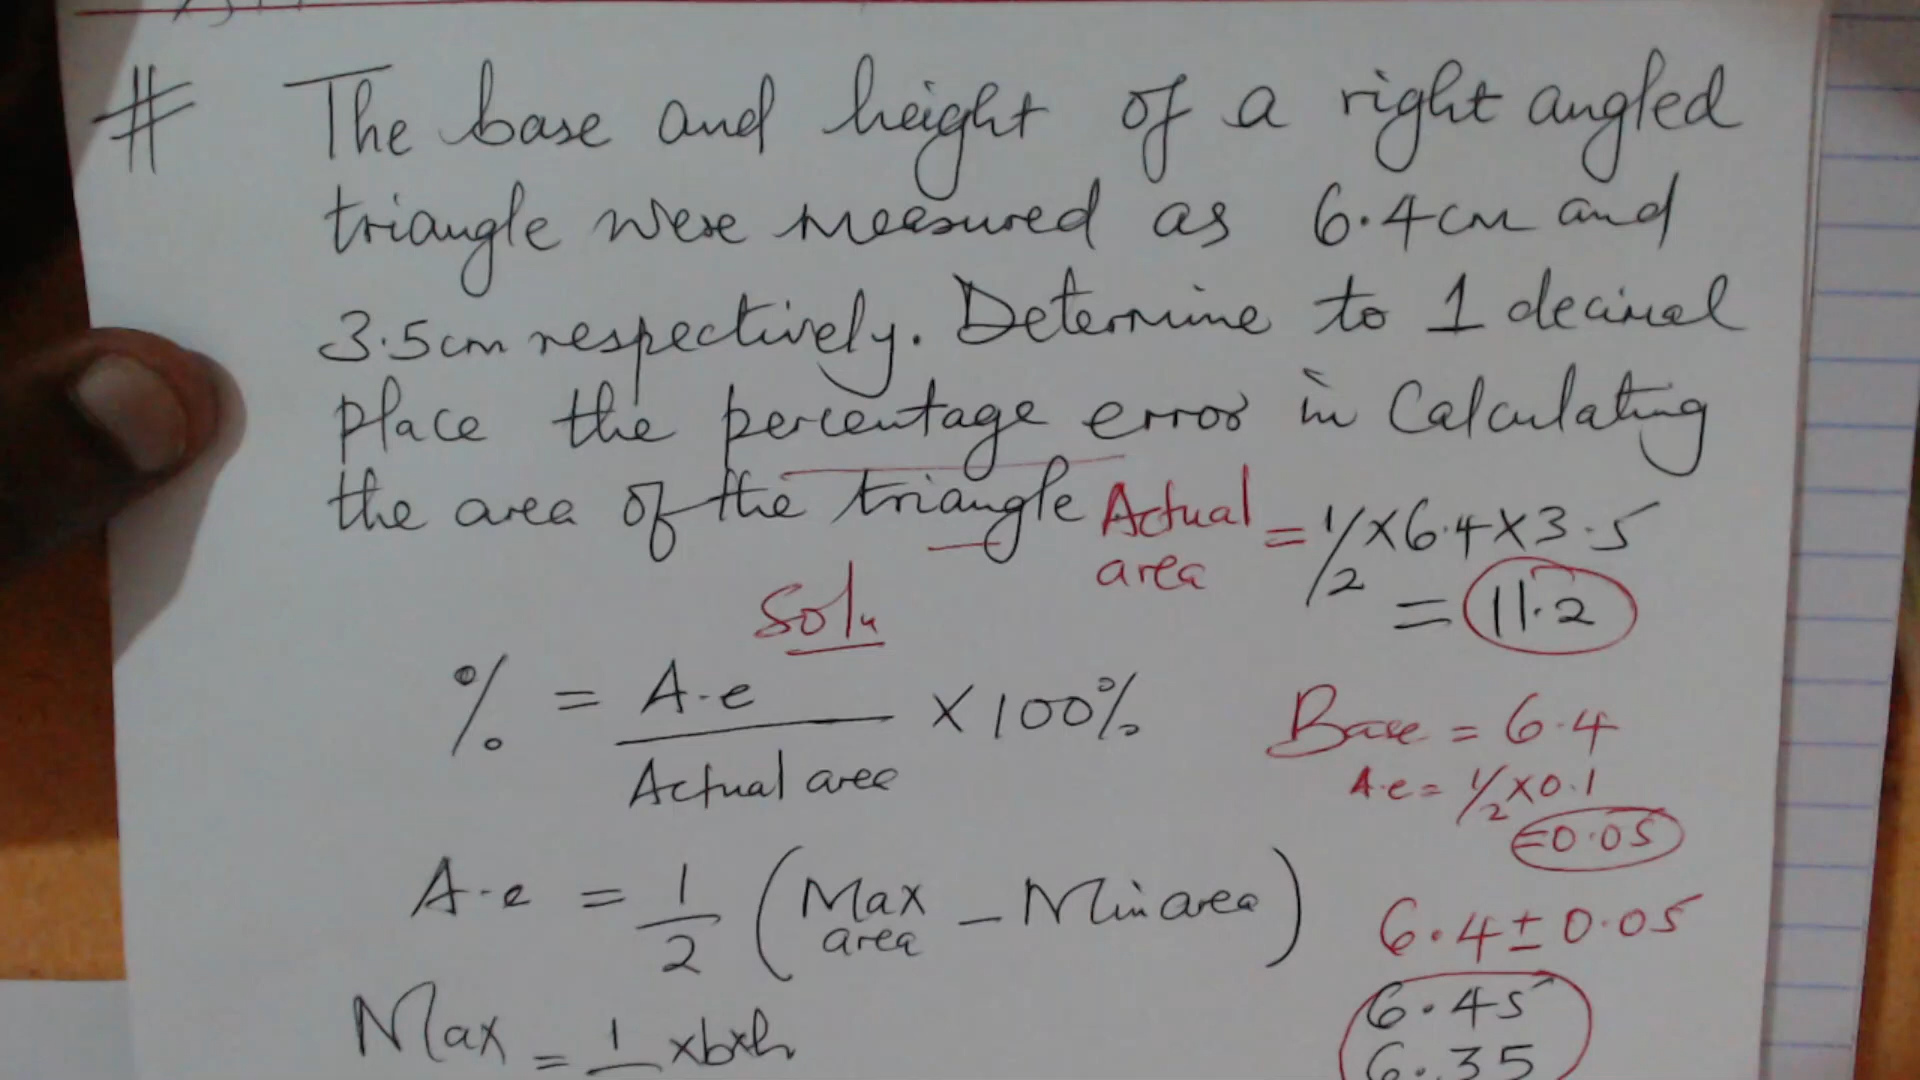 # The base and height of a right angled
triangle were measured as 6.4cm and
3.5cm respectively. Determine to 1 decimal
place the percentage error in Calculating
the area of the triangle
Actual area = 1/2 × 6.4 × 3.5
= 11.2
Soln
% = A.e / Actual area × 100%
Base = 6.4
A.e = 1/2 × 0.1
= 0.05
A.e = 1/2 (Max area - Min area)
6.4 ± 0.05
6.45
6.35
Max = 1 × b × h